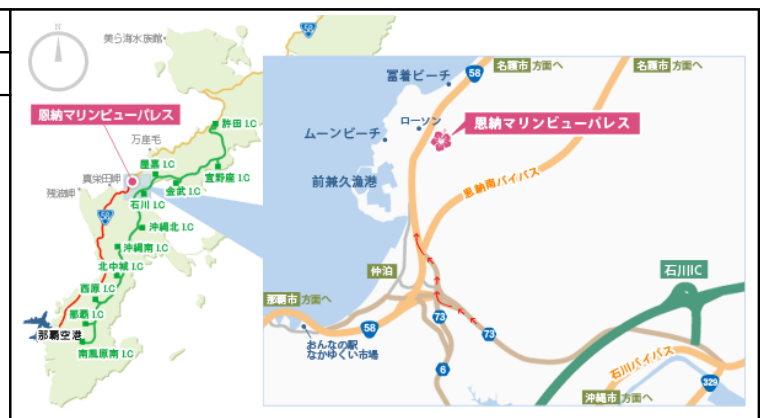 N
美ら海水族館
58
恩納マリンビューパレス
万座毛
許田 I.C
屋嘉 I.C
宜野座 I.C
真栄田岬
金武 I.C
残波岬
石川 I.C
58
沖縄北 I.C
沖縄南 I.C
北中城 I.C
西原 I.C
那覇 I.C
那覇空港
南風原南 I.C
冨着ビーチ
58
名護市 方面へ
名護市 方面へ
ローソン
恩納マリンビューパレス
ムーンビーチ
前兼久漁港
恩納南バイパス
仲泊
石川IC
那覇市 方面へ
73
73
58
おんなの駅
なかゆくい市場
6
石川バイパス
329
沖縄市 方面へ